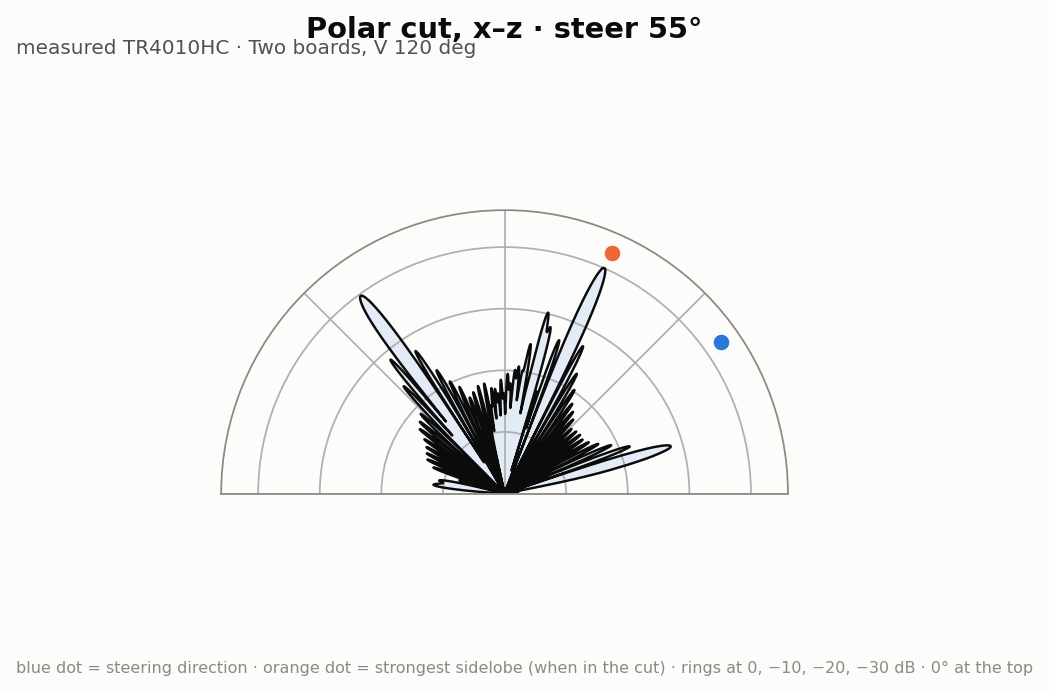 Polar cut, x–z · steer 55°
measured TR4010HC · Two boards, V 120 deg
blue dot = steering direction · orange dot = strongest sidelobe (when in the cut) · rings at 0, −10, −20, −30 dB · 0° at the top